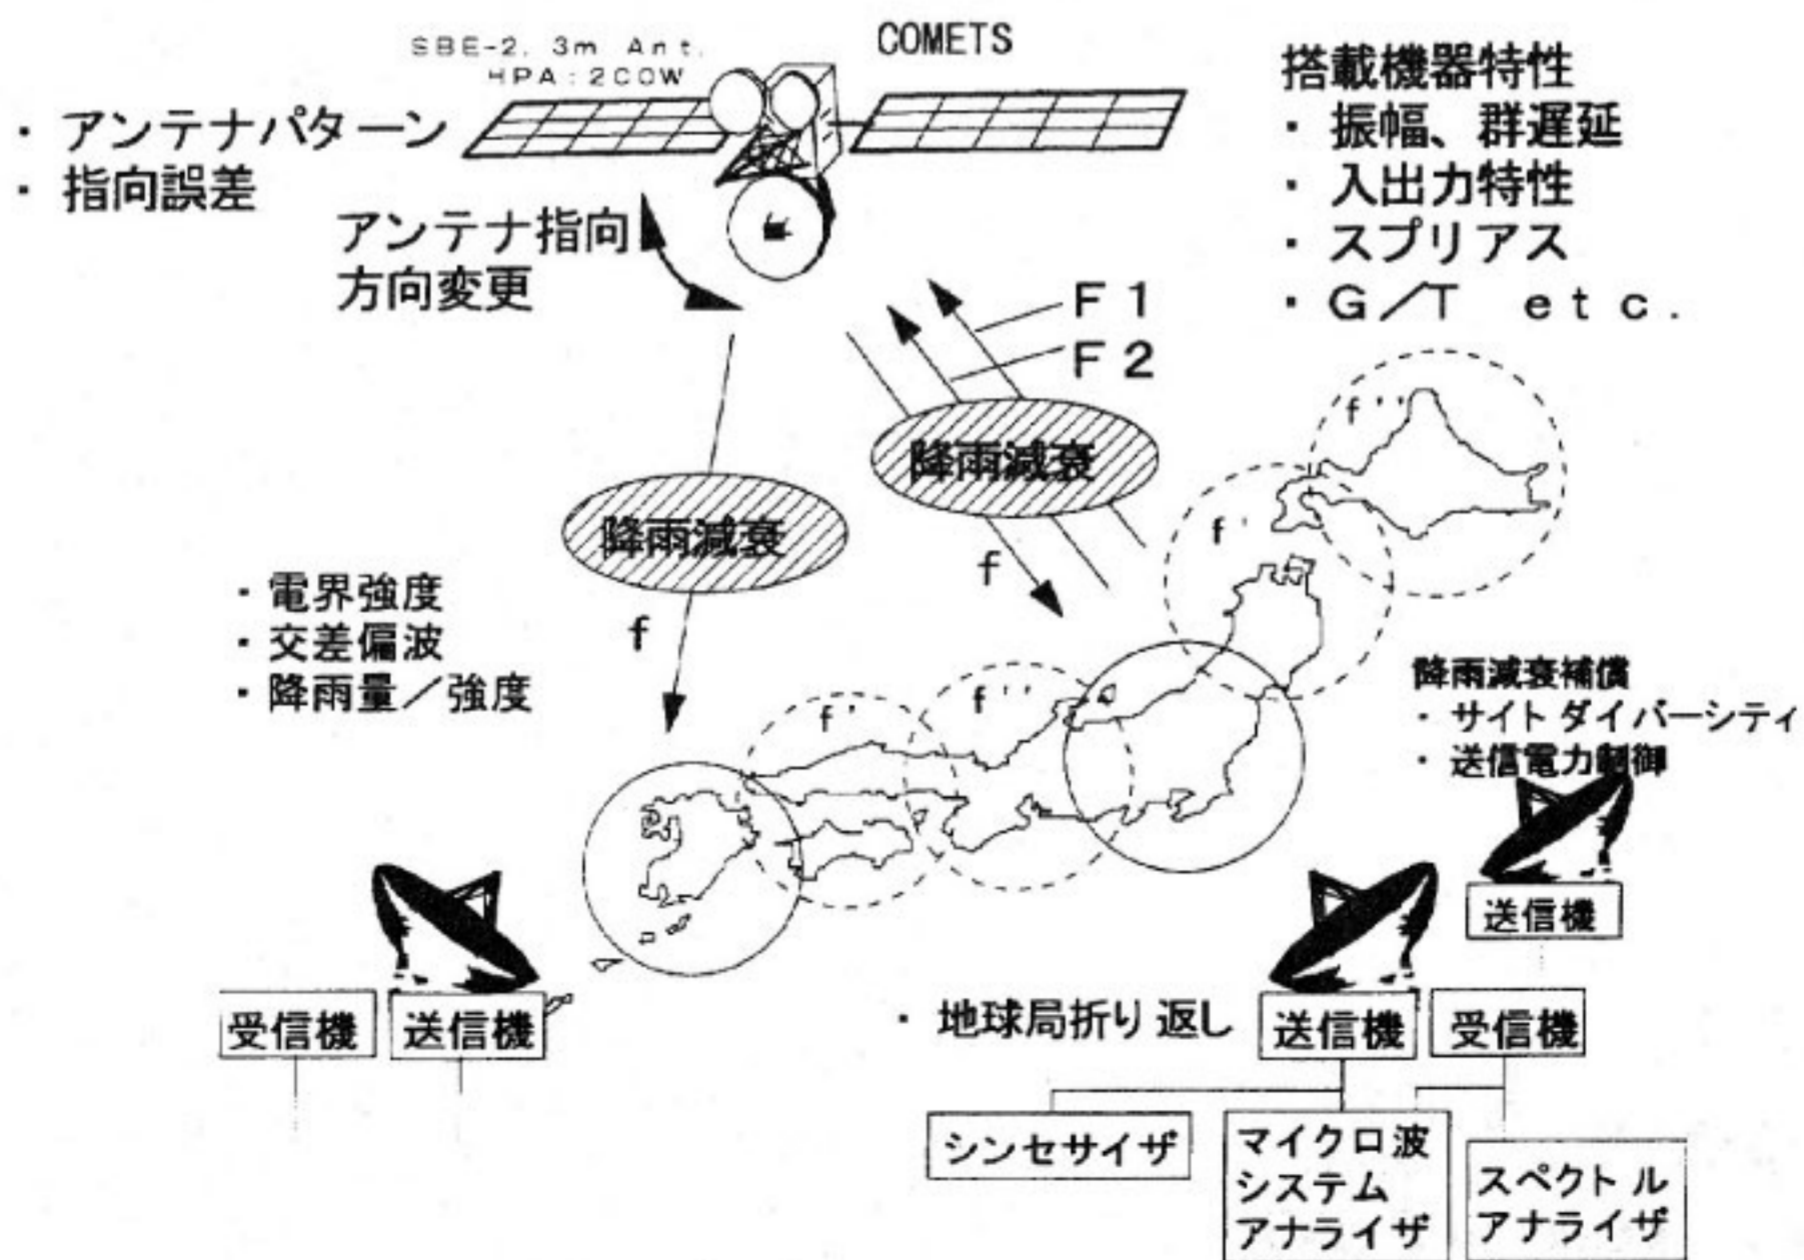 SBE-2. 3m Ant.
HPA:200W
COMETS
・アンテナパターン
・指向誤差
アンテナ指向
方向変更
搭載機器特性
・振幅、群遅延
・入出力特性
・スプリアス
・G/T etc.
F1
F2
降雨減衰
降雨減衰
f
f
・電界強度
・交差偏波
・降雨量/強度
f''
f'
f'
f''
降雨減衰補償
・サイトダイバーシティ
・送信電力制御
送信機
受信機
送信機
・地球局折り返し
送信機
受信機
シンセサイザ
マイクロ波
システム
アナライザ
スペクトル
アナライザ